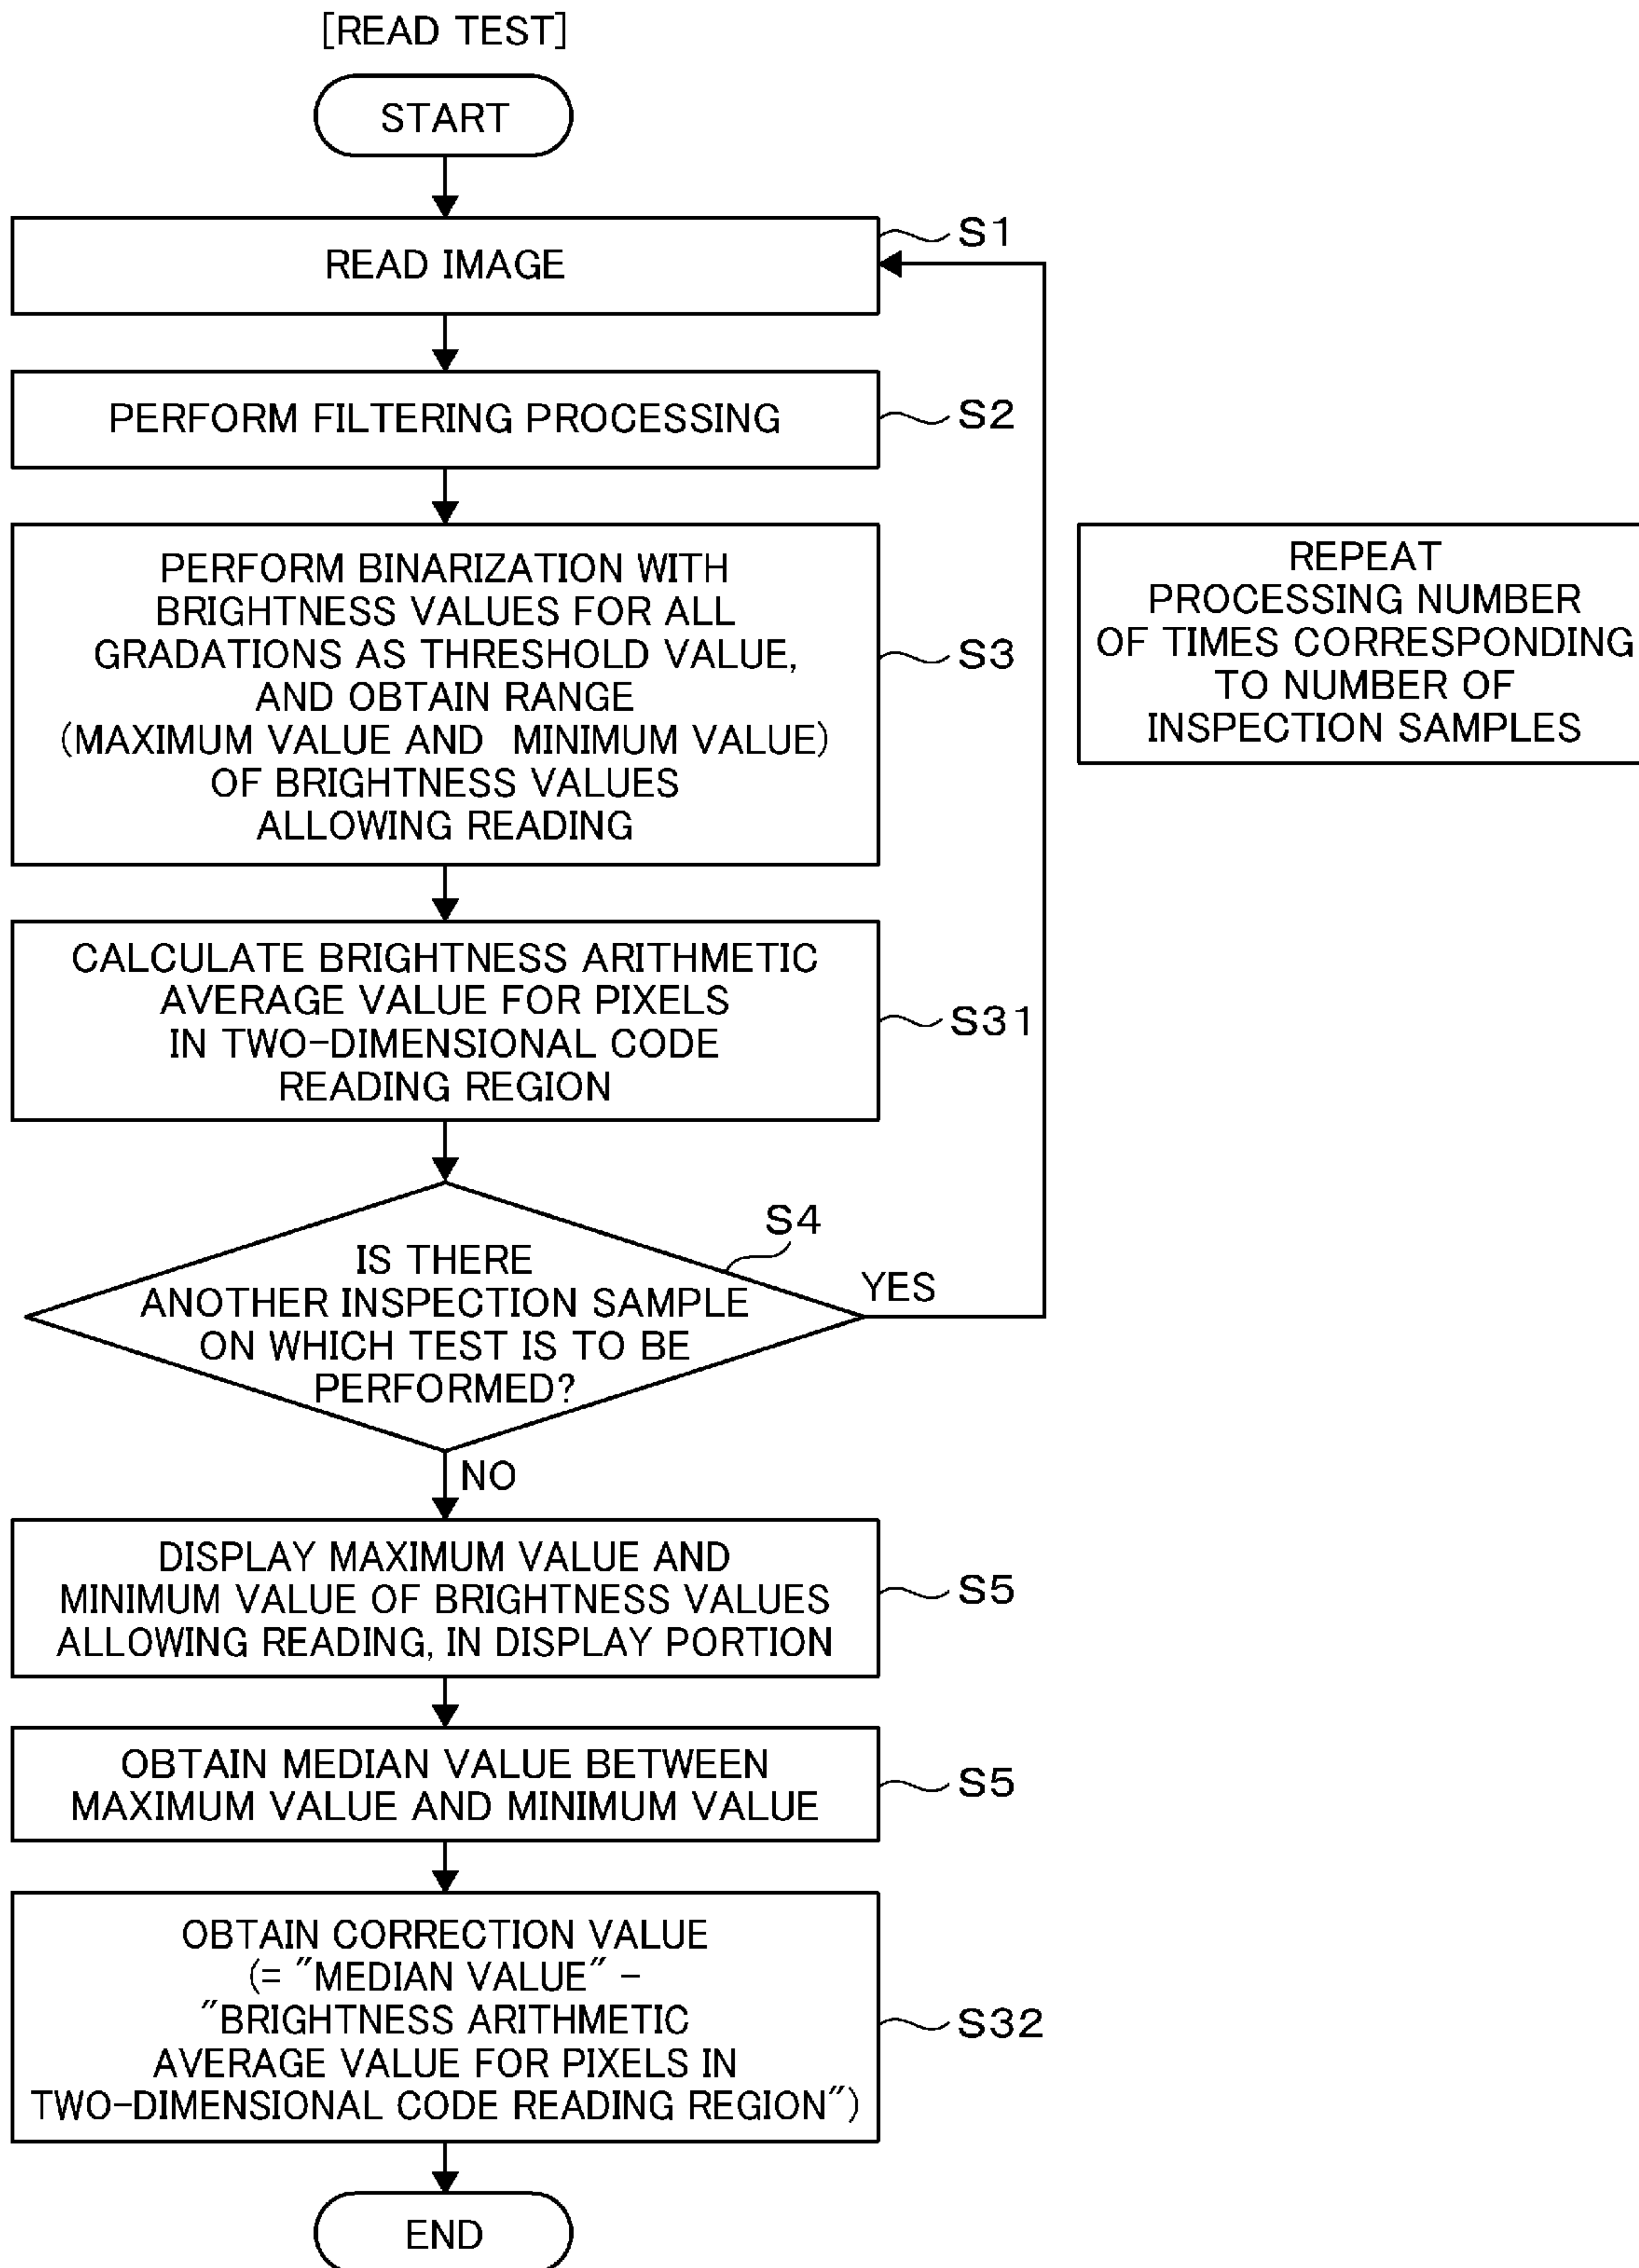 [READ TEST]
START
READ IMAGE
S1
PERFORM FILTERING PROCESSING
S2
PERFORM BINARIZATION WITH
BRIGHTNESS VALUES FOR ALL
GRADATIONS AS THRESHOLD VALUE,
AND OBTAIN RANGE
(MAXIMUM VALUE AND MINIMUM VALUE)
OF BRIGHTNESS VALUES
ALLOWING READING
S3
REPEAT
PROCESSING NUMBER
OF TIMES CORRESPONDING
TO NUMBER OF
INSPECTION SAMPLES
CALCULATE BRIGHTNESS ARITHMETIC
AVERAGE VALUE FOR PIXELS
IN TWO-DIMENSIONAL CODE
READING REGION
S31
S4
IS THERE
ANOTHER INSPECTION SAMPLE
ON WHICH TEST IS TO BE
PERFORMED?
YES
NO
DISPLAY MAXIMUM VALUE AND
MINIMUM VALUE OF BRIGHTNESS VALUES
ALLOWING READING, IN DISPLAY PORTION
S5
OBTAIN MEDIAN VALUE BETWEEN
MAXIMUM VALUE AND MINIMUM VALUE
S5
OBTAIN CORRECTION VALUE
(= "MEDIAN VALUE" -
"BRIGHTNESS ARITHMETIC
AVERAGE VALUE FOR PIXELS IN
TWO-DIMENSIONAL CODE READING REGION")
S32
END